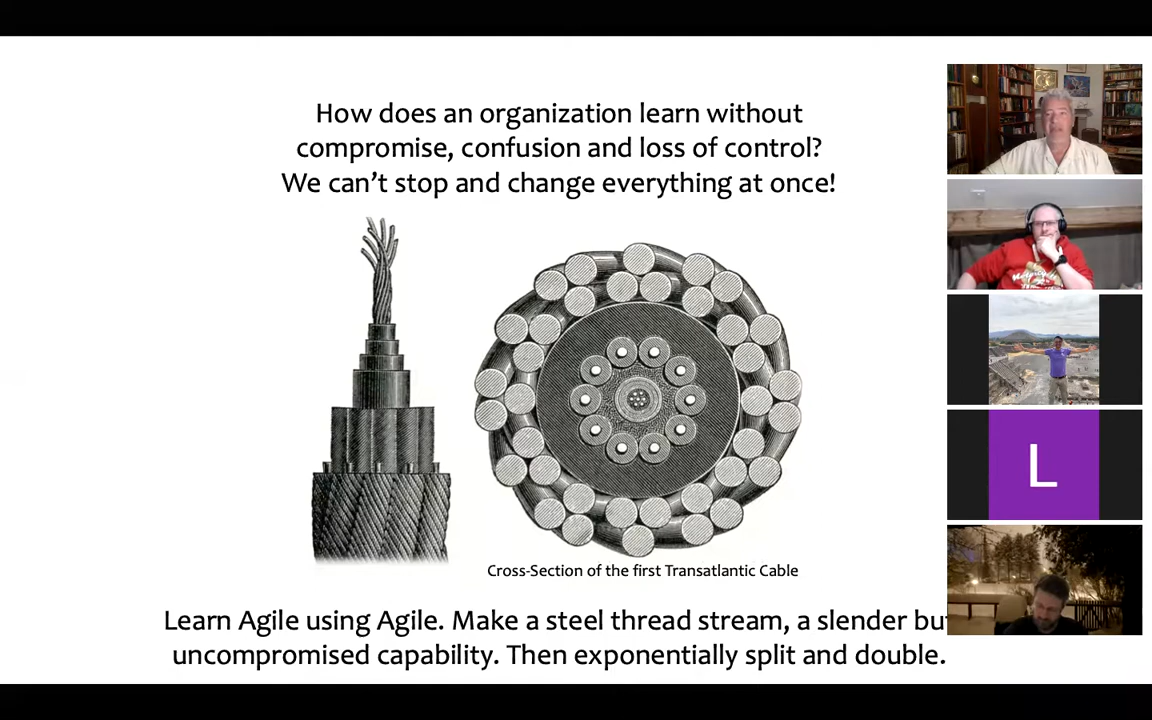 How does an organization learn without
compromise, confusion and loss of control?
We can’t stop and change everything at once!
Cross-Section of the first Transatlantic Cable
Learn Agile using Agile. Make a steel thread stream, a slender
uncompromised capability. Then exponentially split and double.
L